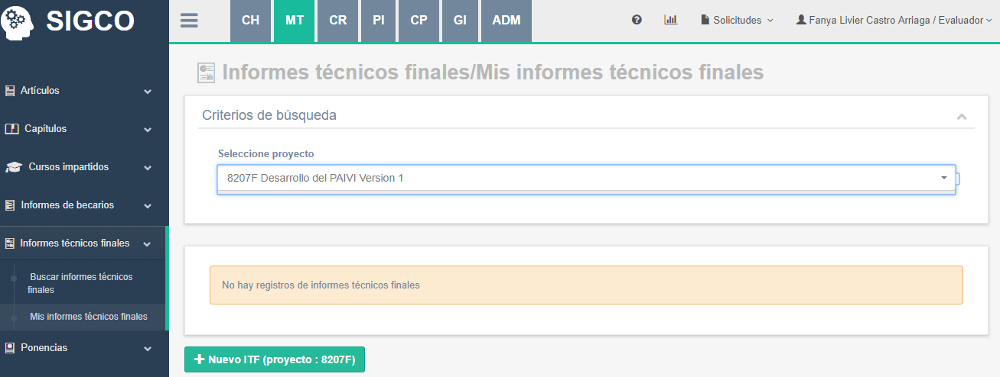 SIGCO
CH MT CR PI CP GI ADM
Solicitudes
Fanya Livier Castro Arriaga / Evaluador
Artículos
Capítulos
Cursos impartidos
Informes de becarios
Informes técnicos finales
Buscar informes técnicos
finales
Mis informes técnicos finales
Ponencias
Informes técnicos finales/Mis informes técnicos finales
Criterios de búsqueda
Seleccione proyecto
8207F Desarrollo del PAIVI Version 1
No hay registros de informes técnicos finales
Nuevo ITF (proyecto : 8207F)